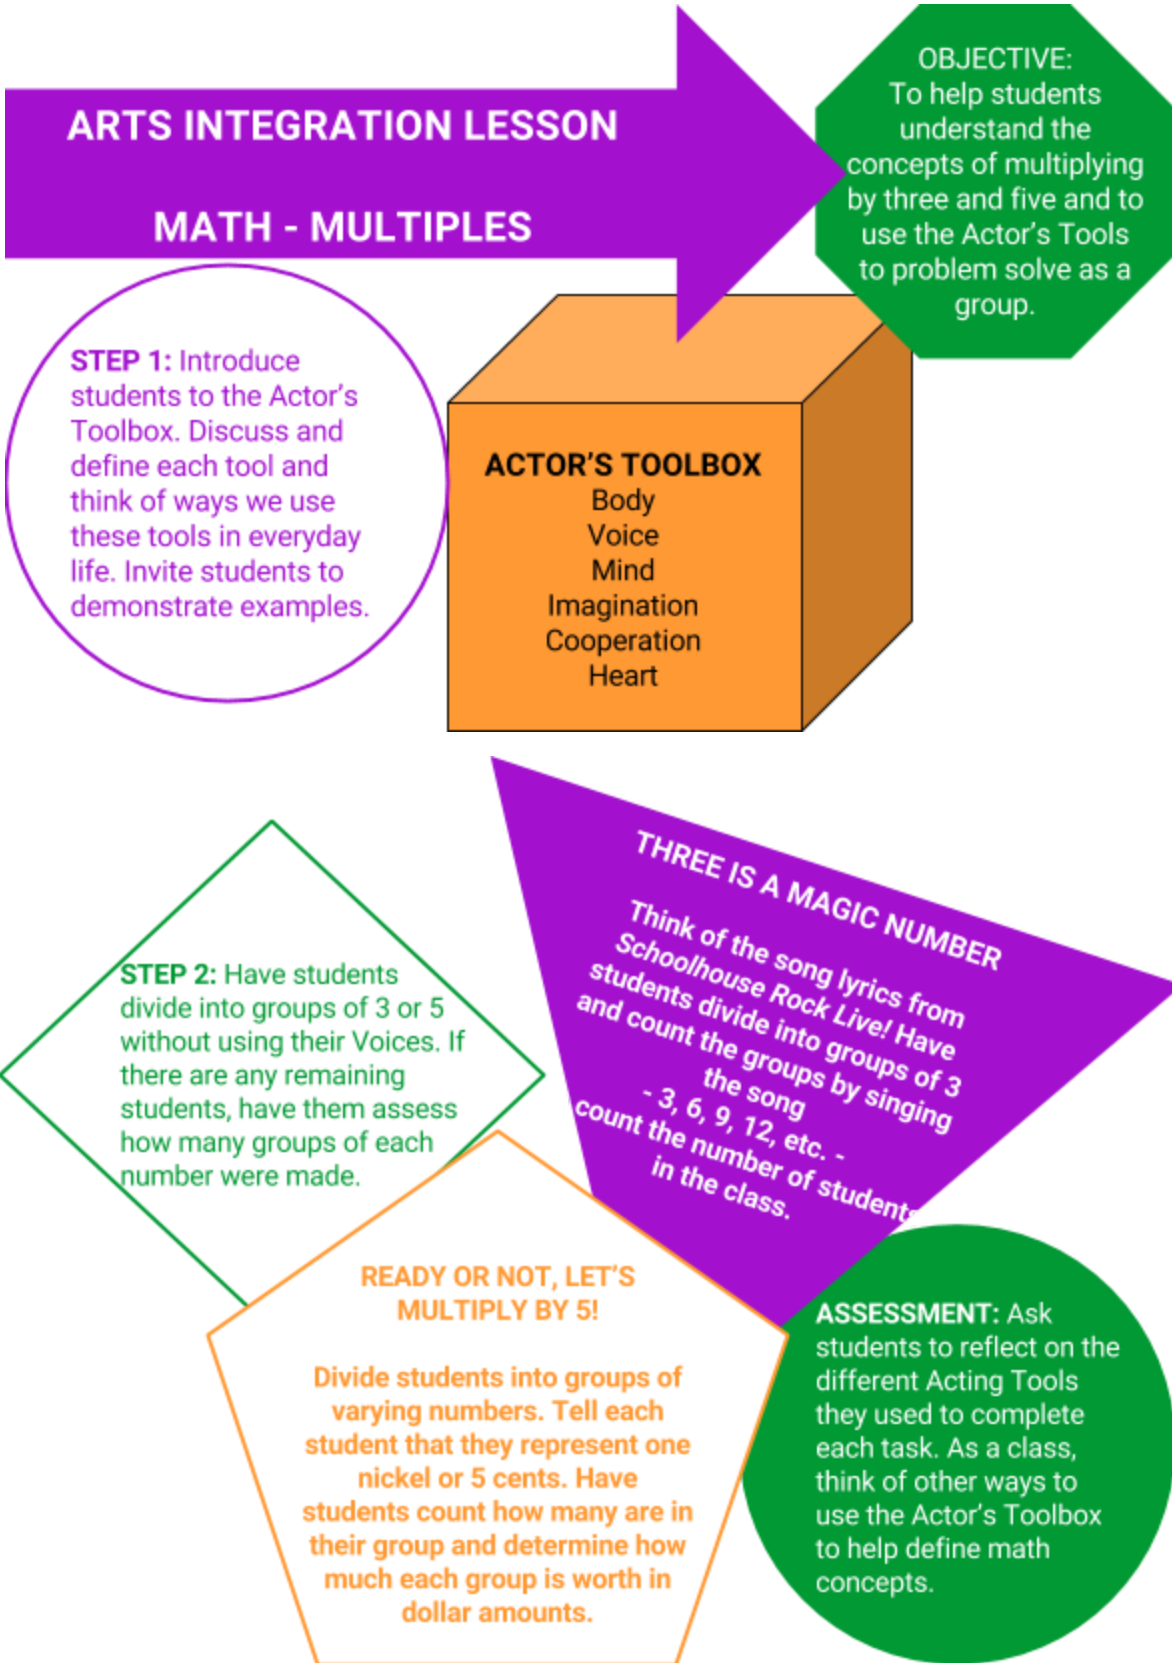 ARTS INTEGRATION LESSON
MATH - MULTIPLES
OBJECTIVE:
To help students
understand the
concepts of multiplying
by three and five and to
use the Actor's Tools
to problem solve as a
group.
STEP 1: Introduce
students to the Actor's
Toolbox. Discuss and
define each tool and
think of ways we use
these tools in everyday
life. Invite students to
demonstrate examples.
ACTOR'S TOOLBOX
Body
Voice
Mind
Imagination
Cooperation
Heart
STEP 2: Have students
divide into groups of 3 or 5
without using their Voices. If
there are any remaining
students, have them assess
how many groups of each
number were made.
THREE IS A MAGIC NUMBER
Think of the song lyrics from
Schoolhouse Rock Live! Have
students divide into groups of 3
and count the groups by singing
the song
- 3, 6, 9, 12, etc. -
count the number of students
in the class.
READY OR NOT, LET'S
MULTIPLY BY 5!
Divide students into groups of
varying numbers. Tell each
student that they represent one
nickel or 5 cents. Have
students count how many are in
their group and determine how
much each group is worth in
dollar amounts.
ASSESSMENT: Ask
students to reflect on the
different Acting Tools
they used to complete
each task. As a class,
think of other ways to
use the Actor's Toolbox
to help define math
concepts.